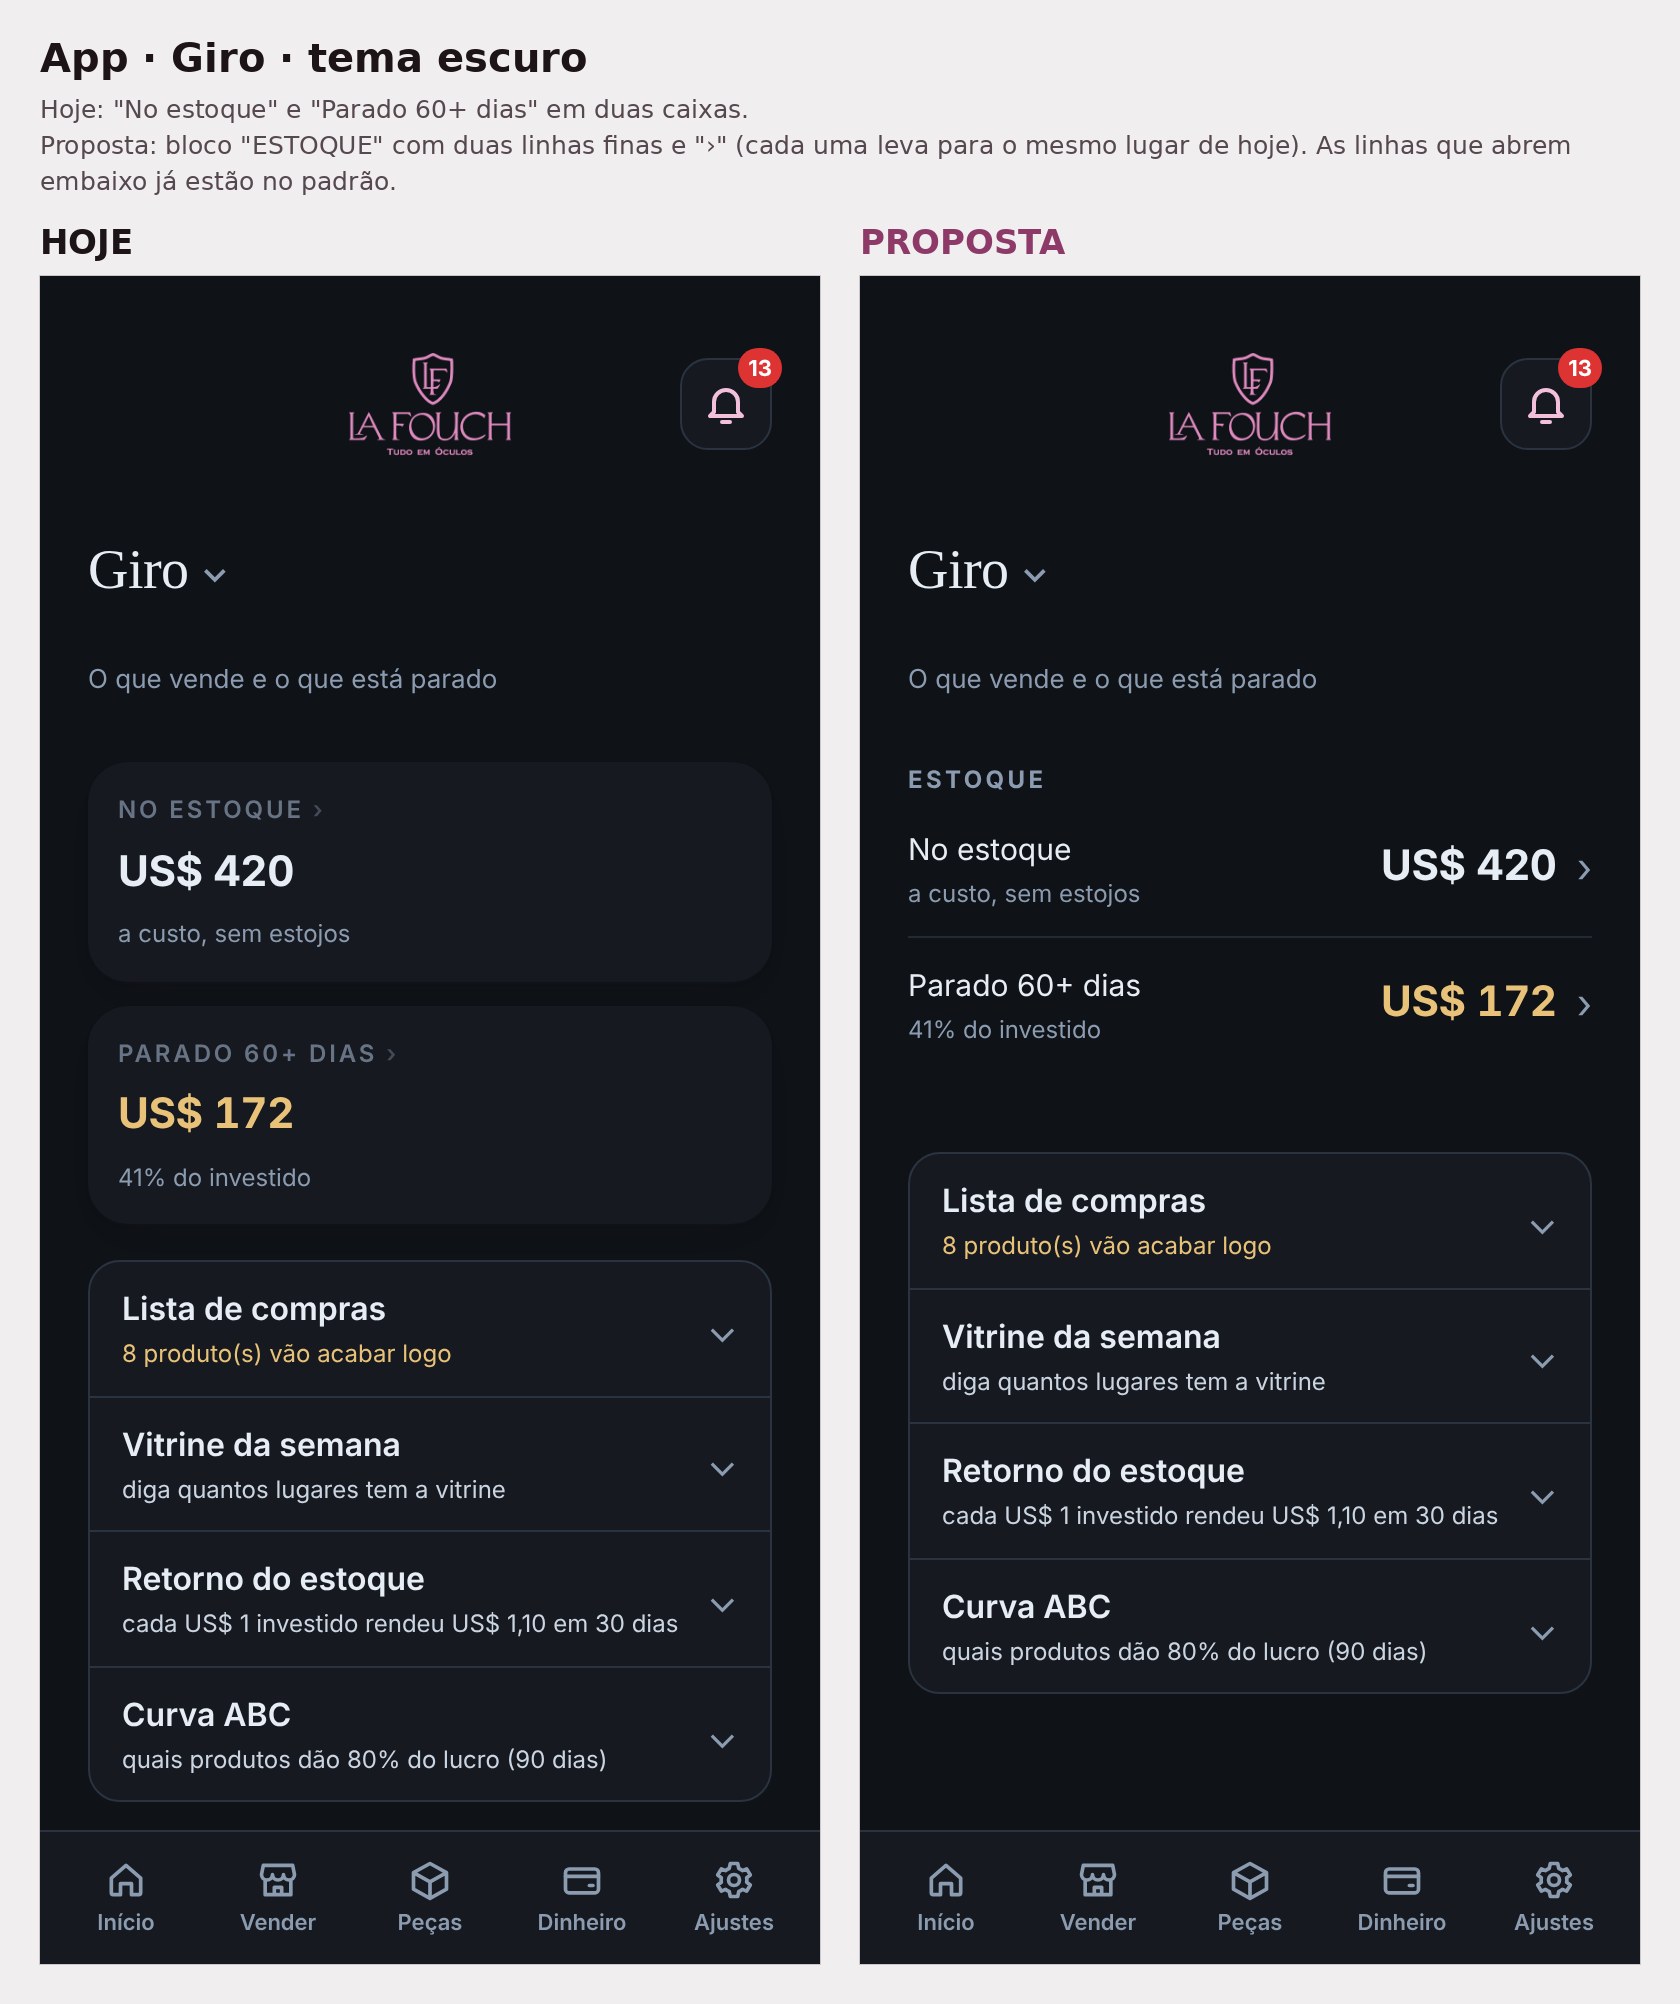 App · Giro · tema escuro
Hoje: "No estoque" e "Parado 60+ dias" em duas caixas.
Proposta: bloco "ESTOQUE" com duas linhas finas e "›" (cada uma leva para o mesmo lugar de hoje). As linhas que abrem
embaixo já estão no padrão.
HOJE
LF
LA FOUCH
TUDO EM ÓCULOS
13
Giro
O que vende e o que está parado
NO ESTOQUE ›
US$ 420
a custo, sem estojos
PARADO 60+ DIAS ›
US$ 172
41% do investido
Lista de compras
8 produto(s) vão acabar logo
Vitrine da semana
diga quantos lugares tem a vitrine
Retorno do estoque
cada US$ 1 investido rendeu US$ 1,10 em 30 dias
Curva ABC
quais produtos dão 80% do lucro (90 dias)
Início Vender Peças Dinheiro Ajustes
PROPOSTA
LF
LA FOUCH
TUDO EM ÓCULOS
13
Giro
O que vende e o que está parado
ESTOQUE
No estoque
a custo, sem estojos
US$ 420 ›
Parado 60+ dias
41% do investido
US$ 172 ›
Lista de compras
8 produto(s) vão acabar logo
Vitrine da semana
diga quantos lugares tem a vitrine
Retorno do estoque
cada US$ 1 investido rendeu US$ 1,10 em 30 dias
Curva ABC
quais produtos dão 80% do lucro (90 dias)
Início Vender Peças Dinheiro Ajustes